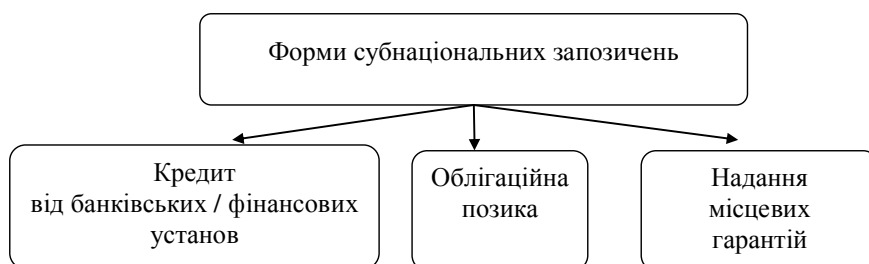 Форми субнаціональних запозичень
Кредит
від банківських / фінансових
установ
Облігаційна
позика
Надання
місцевих
гарантій